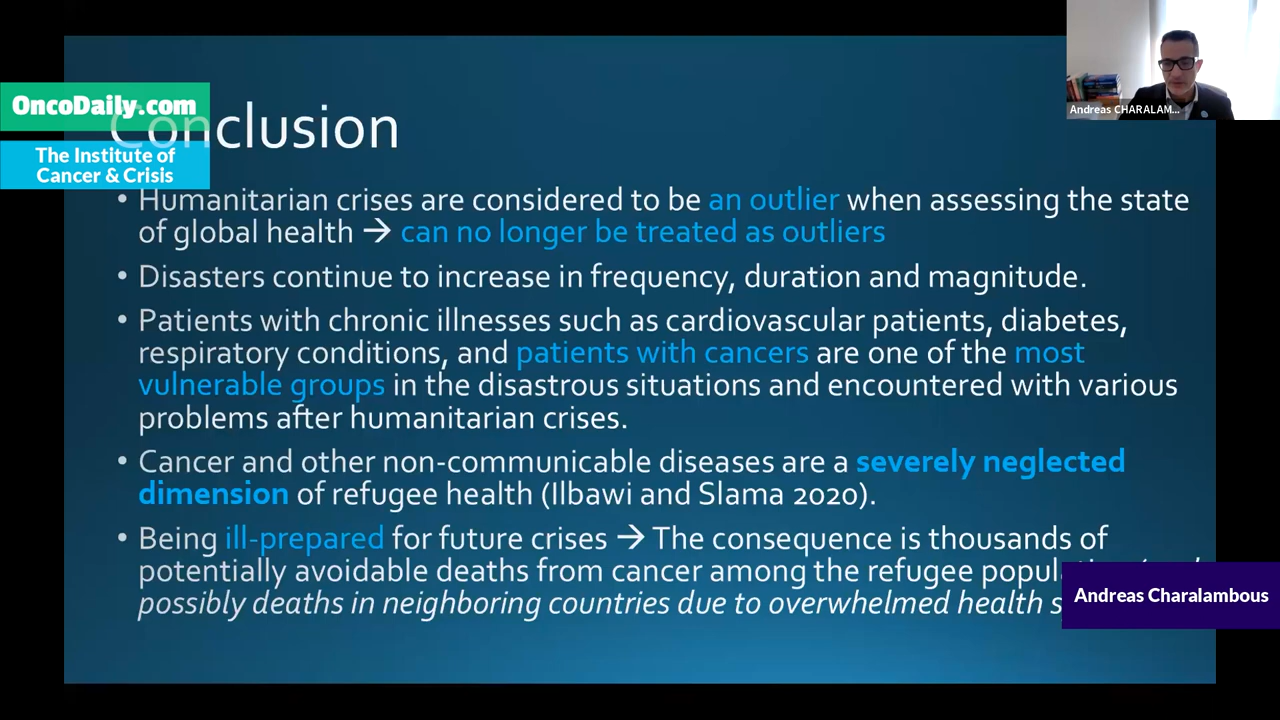 OncoDaily.com
The Institute of
Cancer & Crisis
Andreas CHARALAM...
Conclusion
• Humanitarian crises are considered to be an outlier when assessing the state
of global health → can no longer be treated as outliers
• Disasters continue to increase in frequency, duration and magnitude.
• Patients with chronic illnesses such as cardiovascular patients, diabetes,
respiratory conditions, and patients with cancers are one of the most
vulnerable groups in the disastrous situations and encountered with various
problems after humanitarian crises.
• Cancer and other non-communicable diseases are a severely neglected
dimension of refugee health (Ilbawi and Slama 2020).
• Being ill-prepared for future crises → The consequence is thousands of
potentially avoidable deaths from cancer among the refugee
possibly deaths in neighboring countries due to overwhelmed health
Andreas Charalambous